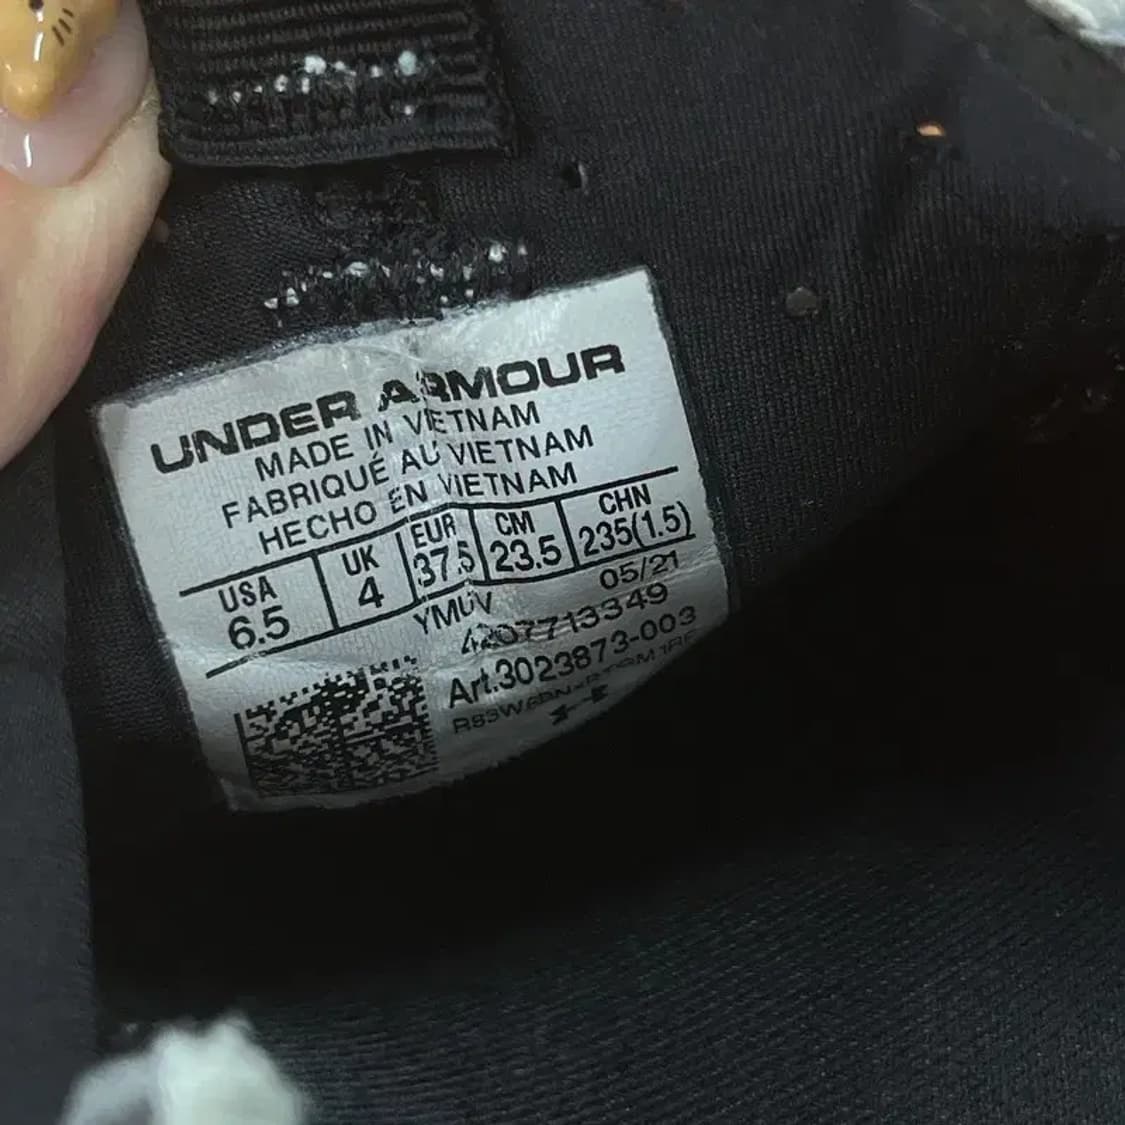 UNDER ARMOUR
MADE IN VIETNAM
FABRIQUÉ AU VIETNAM
HECHO EN VIETNAM
USA UK EUR CM CHN
6.5 4 37.5 23.5 235(1.5)
YMUV 05/21
4207713349
Art.3023873-003